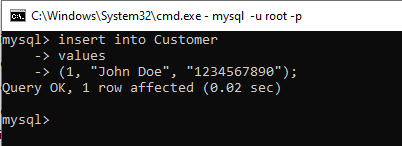 C:\Windows\System32\cmd.exe - mysql -u root -p
mysql> insert into Customer
-> values
-> (1, "John Doe", "1234567890");
Query OK, 1 row affected (0.02 sec)
mysql>